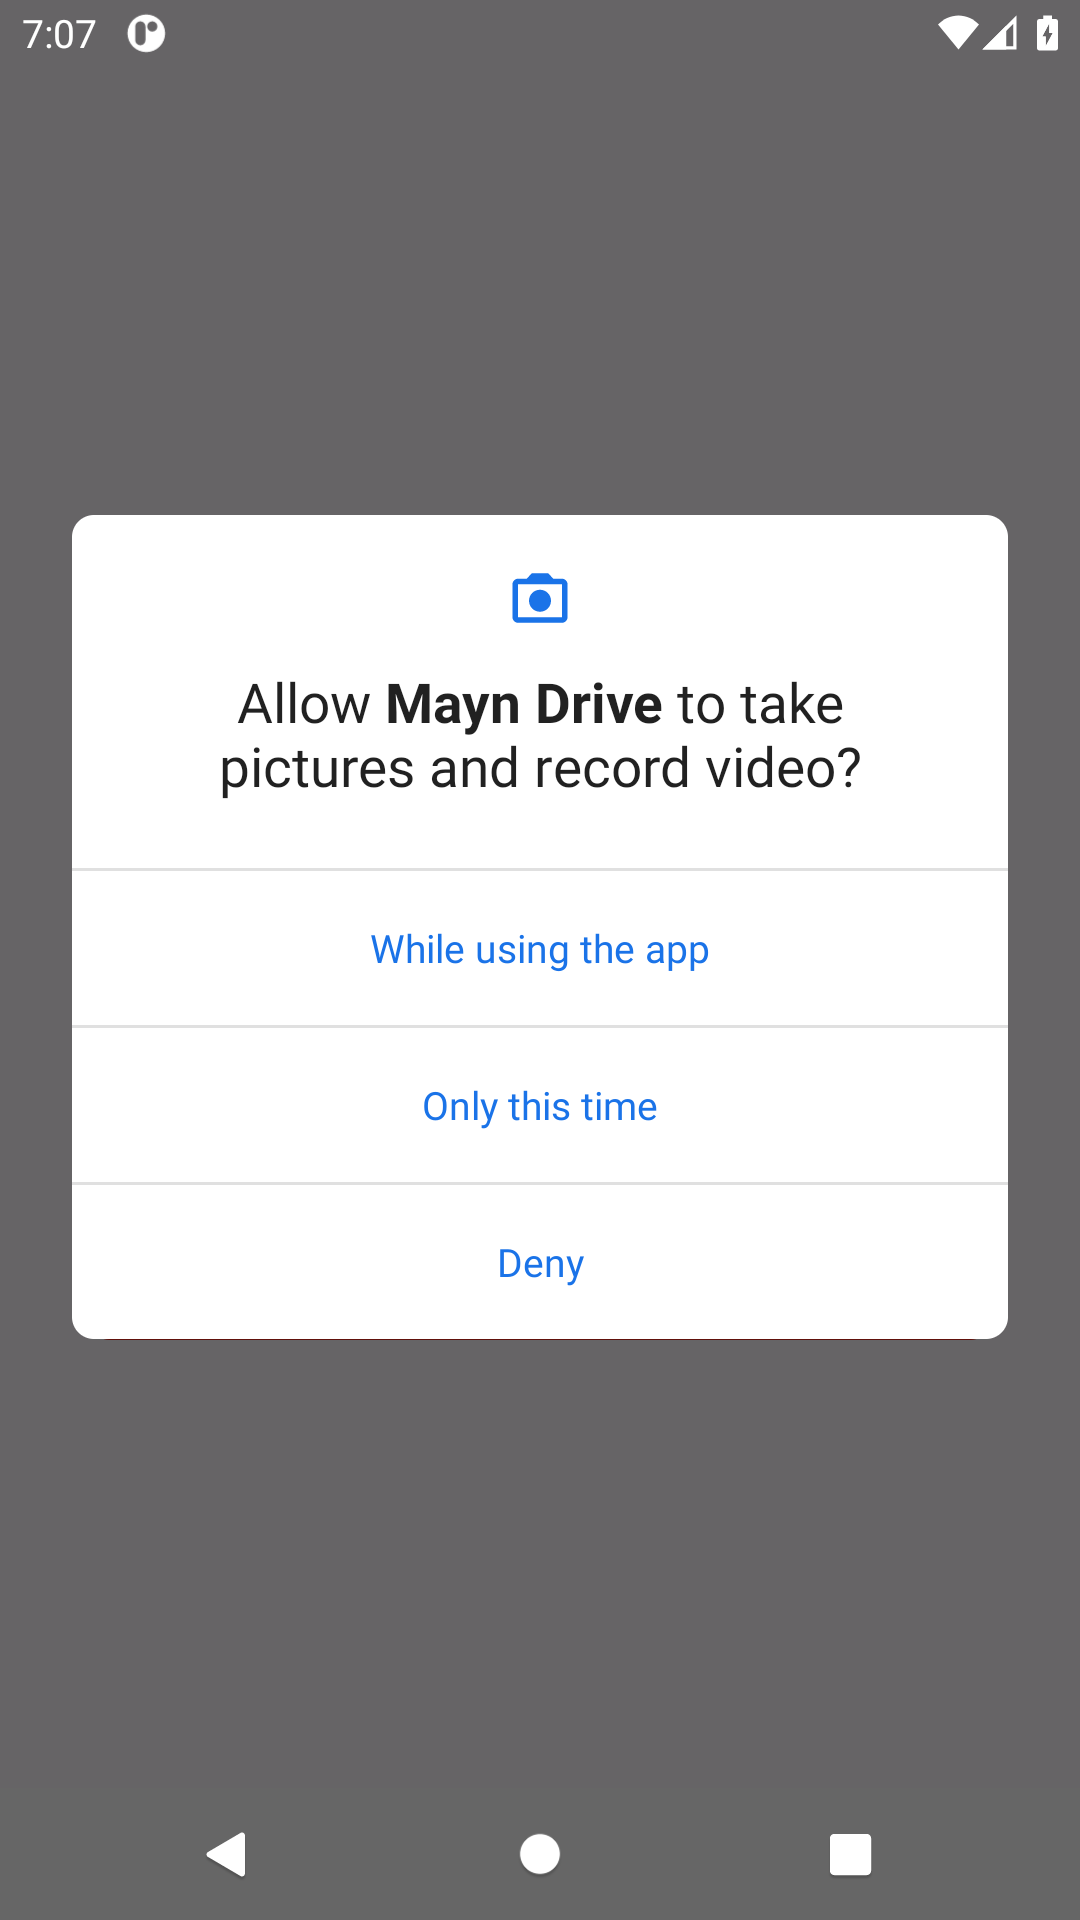 7:07
Allow Mayn Drive to take
pictures and record video?
While using the app
Only this time
Deny